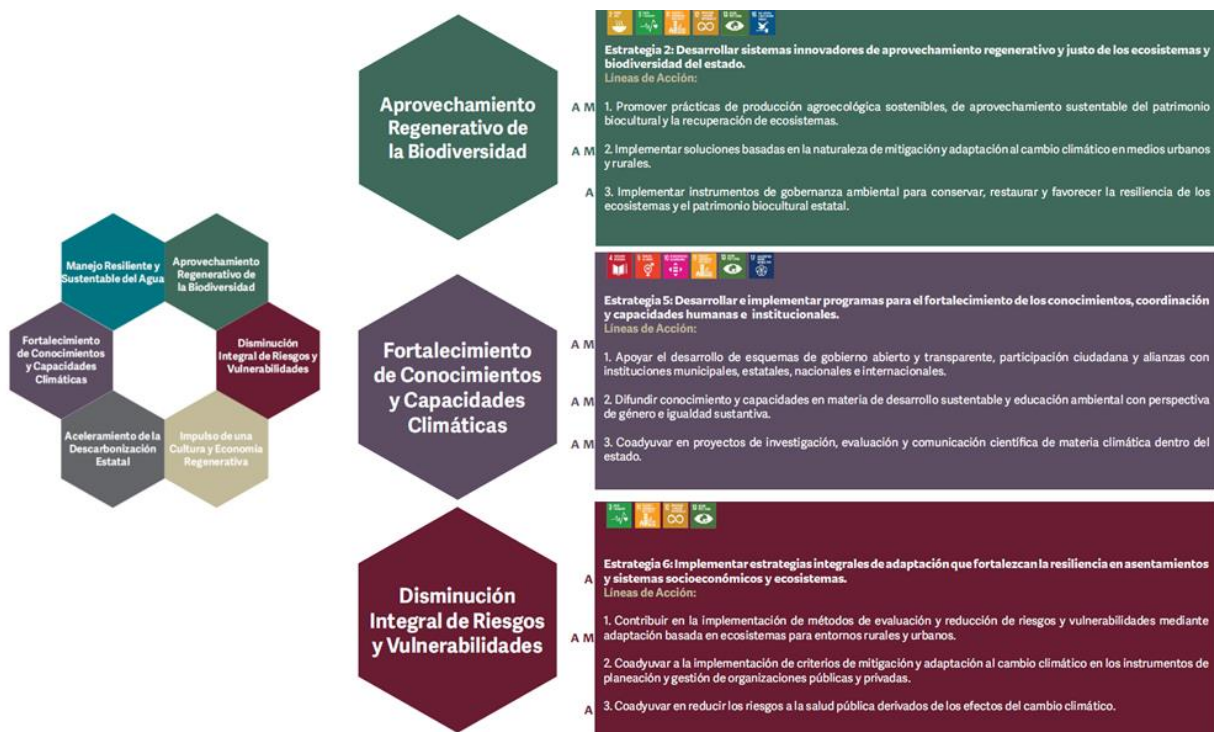 Manejo Resiliente y
Sustentable del Agua
Aprovechamiento
Regenerativo de
la Biodiversidad
Fortalecimiento
de Conocimientos
y Capacidades
Climáticas
Disminución
Integral de Riesgos y
Vulnerabilidades
Aceleramiento de la
Descarbonización
Estatal
Impulso de una
Cultura y Economía
Regenerativa
Aprovechamiento
Regenerativo de
la Biodiversidad
Estrategia 2: Desarrollar sistemas innovadores de aprovechamiento regenerativo y justo de los ecosistemas y
biodiversidad del estado.
Líneas de Acción:
A M 1. Promover prácticas de producción agroecológica sostenibles, de aprovechamiento sustentable del patrimonio
biocultural y la recuperación de ecosistemas.
A M 2. Implementar soluciones basadas en la naturaleza de mitigación y adaptación al cambio climático en medios urbanos
y rurales.
A 3. Implementar instrumentos de gobernanza ambiental para conservar, restaurar y favorecer la resiliencia de los
ecosistemas y el patrimonio biocultural estatal.
Fortalecimiento
de Conocimientos
y Capacidades
Climáticas
Estrategia 5: Desarrollar e implementar programas para el fortalecimiento de los conocimientos, coordinación
y capacidades humanas e institucionales.
Líneas de Acción:
A M
1. Apoyar el desarrollo de esquemas de gobierno abierto y transparente, participación ciudadana y alianzas con
instituciones municipales, estatales, nacionales e internacionales.
A M 2. Difundir conocimiento y capacidades en materia de desarrollo sustentable y educación ambiental con perspectiva
de género e igualdad sustantiva.
A M 3. Coadyuvar en proyectos de investigación, evaluación y comunicación científica de materia climática dentro del
estado.
Disminución
Integral de Riesgos
y Vulnerabilidades
Estrategia 6: Implementar estrategias integrales de adaptación que fortalezcan la resiliencia en asentamientos
A y sistemas socioeconómicos y ecosistemas.
Líneas de Acción:
1. Contribuir en la implementación de métodos de evaluación y reducción de riesgos y vulnerabilidades mediante
A M adaptación basada en ecosistemas para entornos rurales y urbanos.
2. Coadyuvar a la implementación de criterios de mitigación y adaptación al cambio climático en los instrumentos de
planeación y gestión de organizaciones públicas y privadas.
A 3. Coadyuvar en reducir los riesgos a la salud pública derivados de los efectos del cambio climático.